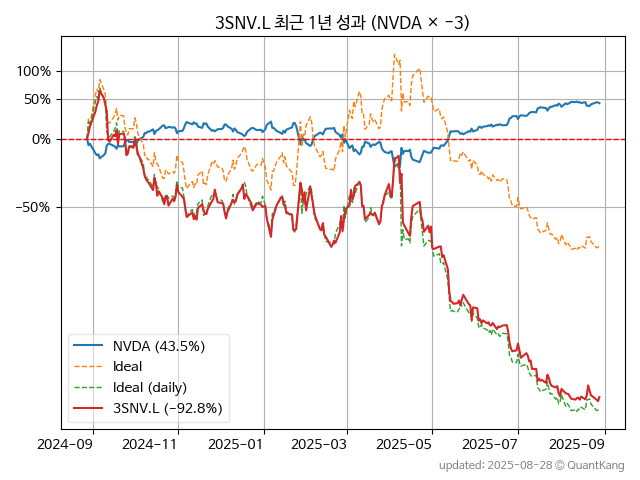 3SNV.L 최근 1년 성과 (NVDA × −3)
100%
50%
0%
−50%
NVDA (43.5%)
Ideal
Ideal (daily)
3SNV.L (−92.8%)
2024-09 2024-11 2025-01 2025-03 2025-05 2025-07 2025-09
updated: 2025-08-28 © QuantKang